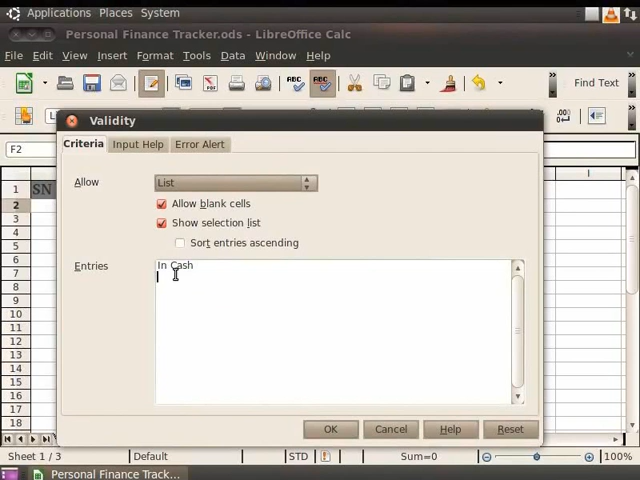 Applications Places System
Personal Finance Tracker.ods - LibreOffice Calc
File Edit View Insert Format Tools Data Window Help
ABC ABC Find Text
Validity
F2
Criteria Input Help Error Alert
Allow List
Allow blank cells
Show selection list
Sort entries ascending
Entries In Cash
1 SN
2
3
4
5
6
7
8
9
10
11
12
13
14
15
16
17
18
OK Cancel Help Reset
Sheet 1 / 3 Default STD Sum=0 100%
Personal Finance Track...